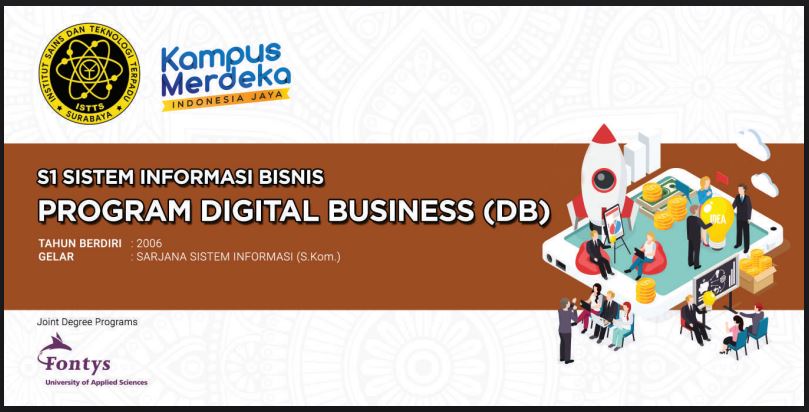 INSTITUT SAINS DAN TEKNOLOGI TERPADU
ISTTS
SURABAYA
Kampus
Merdeka
INDONESIA JAYA
S1 SISTEM INFORMASI BISNIS
PROGRAM DIGITAL BUSINESS (DB)
TAHUN BERDIRI : 2006
GELAR : SARJANA SISTEM INFORMASI (S.Kom.)
IDEA
Joint Degree Programs
Fontys
University of Applied Sciences